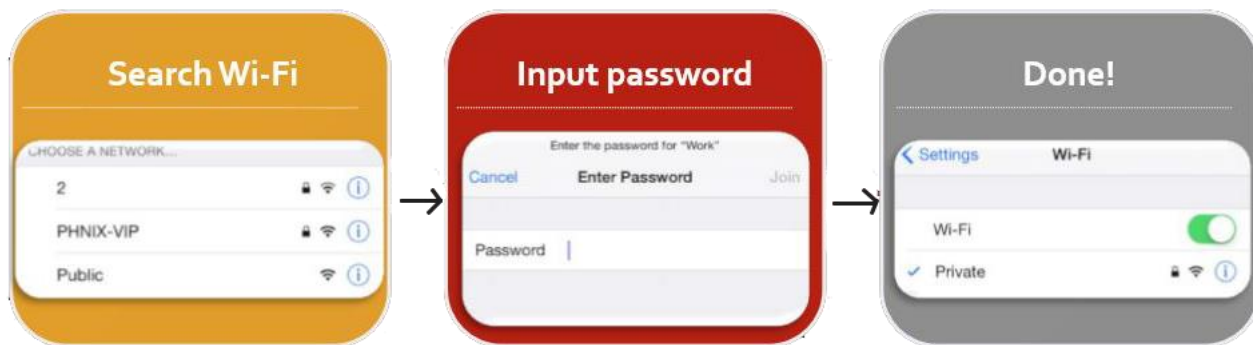 Search Wi-Fi
CHOOSE A NETWORK...
2
PHNIX-VIP
Public
Input password
Enter the password for "Work"
Cancel Enter Password Join
Password
Done!
Settings Wi-Fi
Wi-Fi
Private